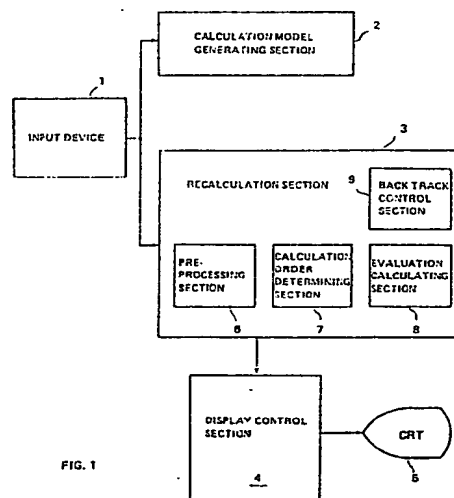 2
CALCULATION MODEL
GENERATING SECTION
1
INPUT DEVICE
3
RECALCULATION SECTION
9
BACK TRACK
CONTROL
SECTION
PRE-
PROCESSING
SECTION
CALCULATION
ORDER
DETERMINING
SECTION
EVALUATION
CALCULATING
SECTION
6
7
8
DISPLAY CONTROL
SECTION
4
CRT
5
FIG. 1